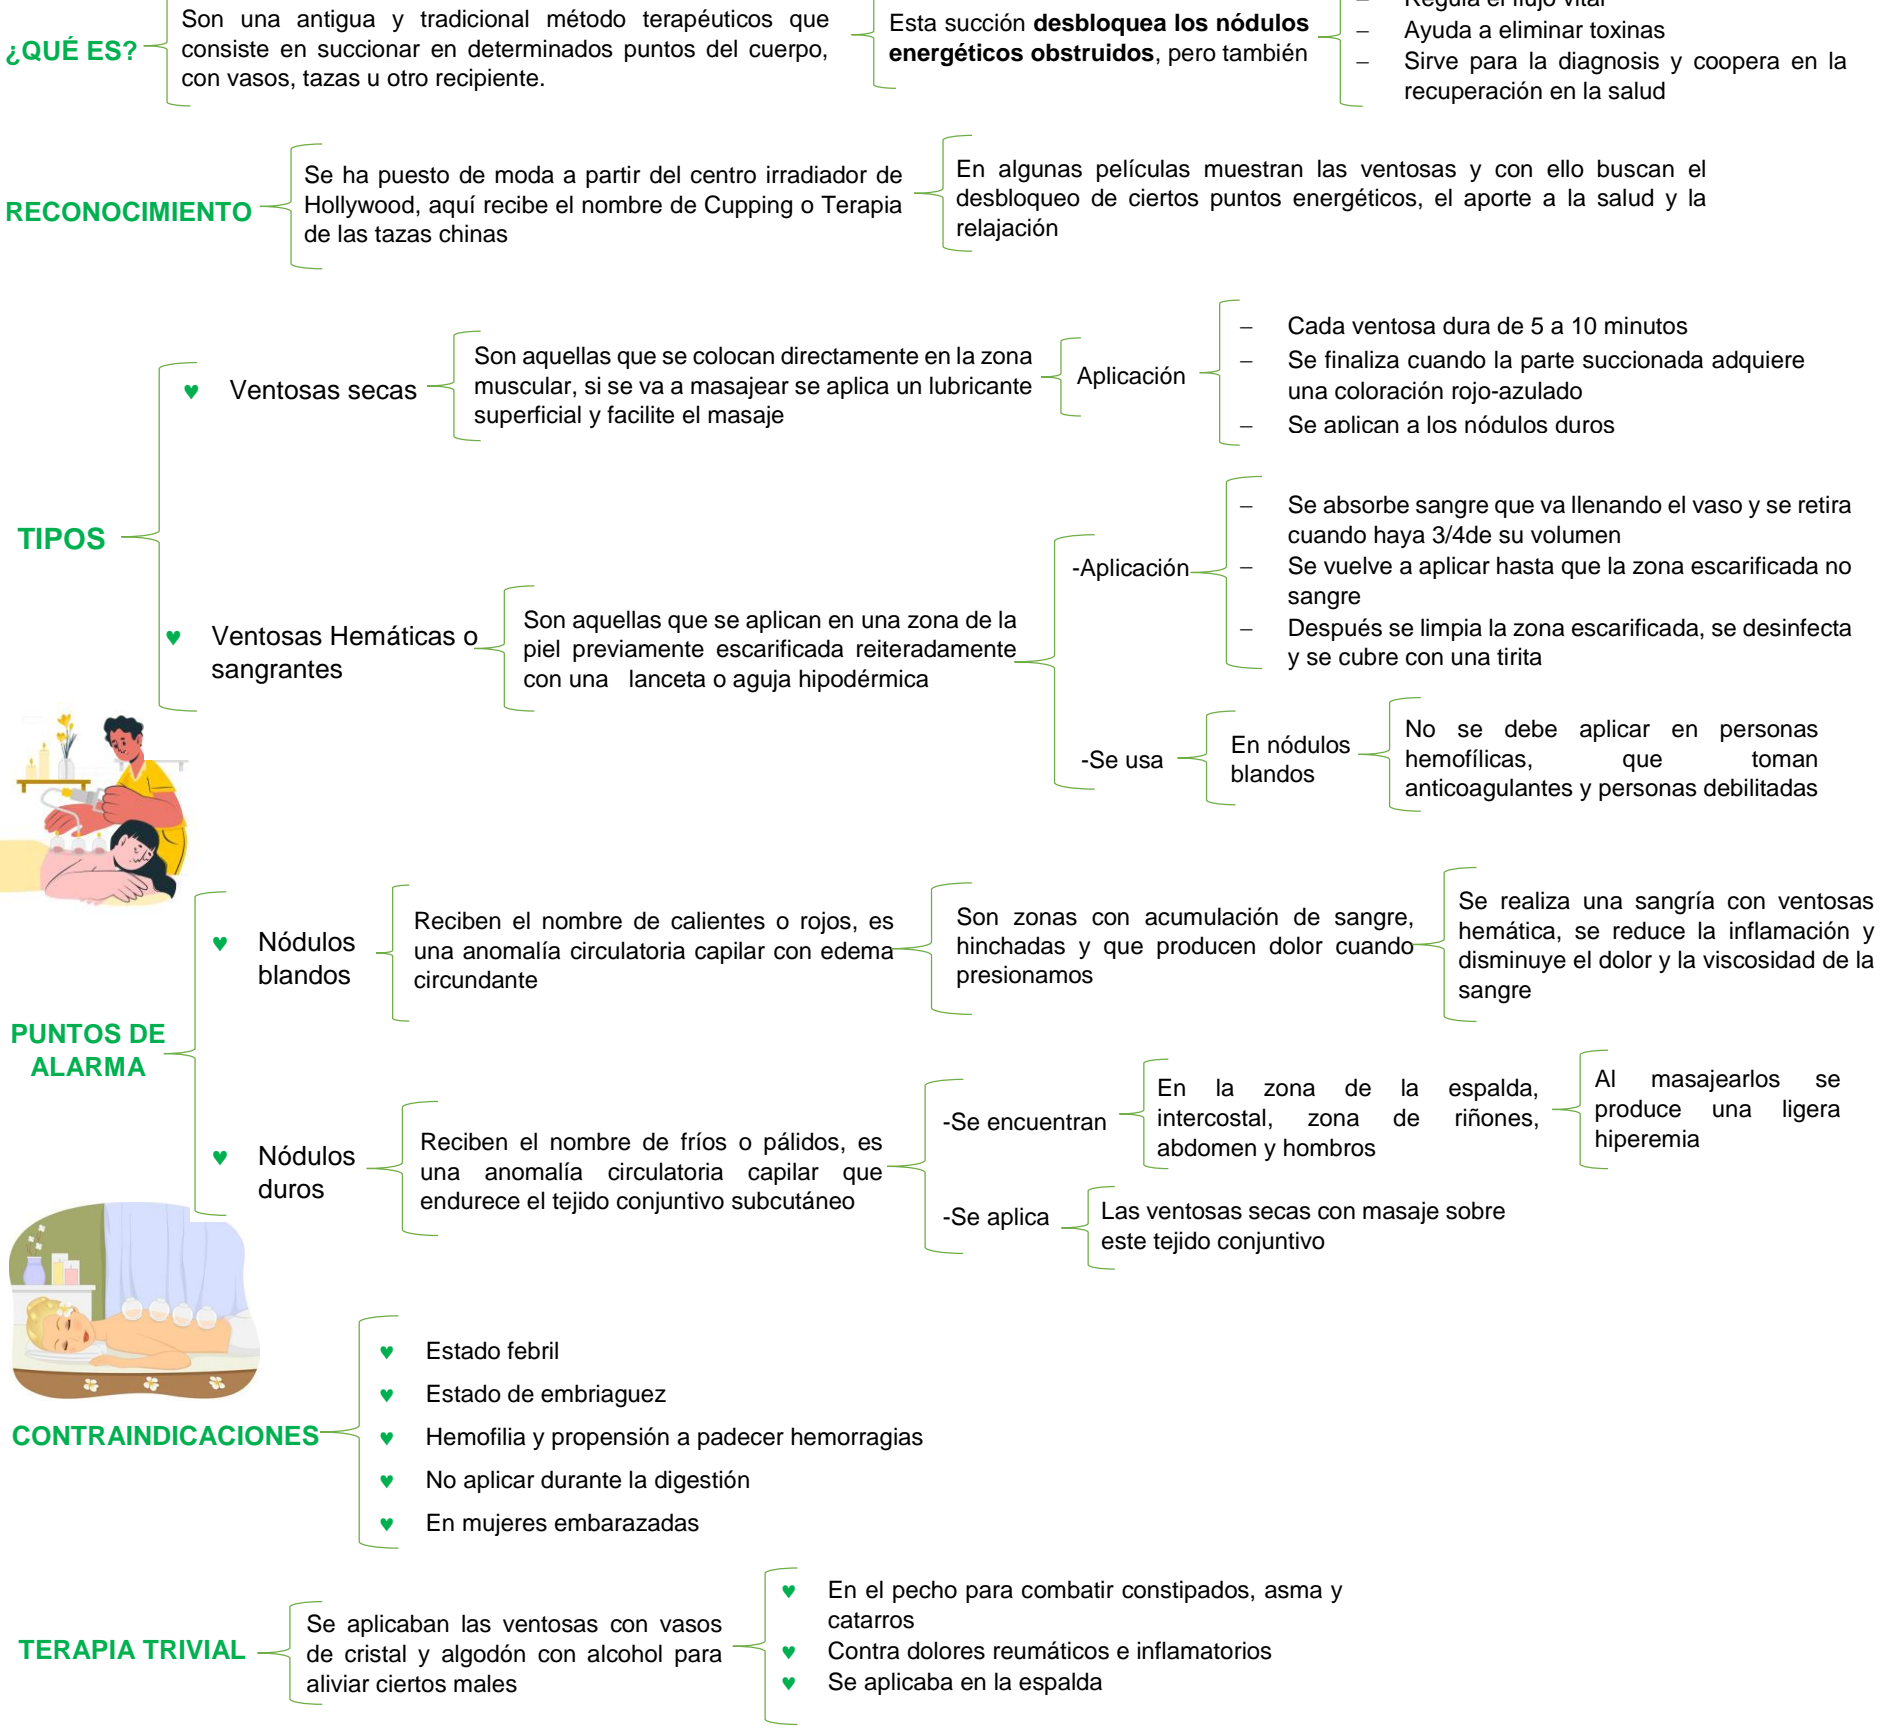 Regula el flujo vital
Son una antigua y tradicional método terapéuticos que
consiste en succionar en determinados puntos del cuerpo,
con vasos, tazas u otro recipiente.
¿QUÉ ES?
Esta succión desbloquea los nódulos
energéticos obstruidos, pero también
– Ayuda a eliminar toxinas
– Sirve para la diagnosis y coopera en la
recuperación en la salud
RECONOCIMIENTO
Se ha puesto de moda a partir del centro irradiador de
Hollywood, aquí recibe el nombre de Cupping o Terapia
de las tazas chinas
En algunas películas muestran las ventosas y con ello buscan el
desbloqueo de ciertos puntos energéticos, el aporte a la salud y la
relajación
TIPOS
♥ Ventosas secas
Son aquellas que se colocan directamente en la zona
muscular, si se va a masajear se aplica un lubricante
superficial y facilite el masaje
Aplicación
– Cada ventosa dura de 5 a 10 minutos
– Se finaliza cuando la parte succionada adquiere
una coloración rojo-azulado
– Se aplican a los nódulos duros
♥ Ventosas Hemáticas o
sangrantes
Son aquellas que se aplican en una zona de la
piel previamente escarificada reiteradamente
con una lanceta o aguja hipodérmica
-Aplicación
– Se absorbe sangre que va llenando el vaso y se retira
cuando haya 3/4de su volumen
– Se vuelve a aplicar hasta que la zona escarificada no
sangre
– Después se limpia la zona escarificada, se desinfecta
y se cubre con una tirita
-Se usa
En nódulos
blandos
No se debe aplicar en personas
hemofílicas, que toman
anticoagulantes y personas debilitadas
PUNTOS DE
ALARMA
♥ Nódulos
blandos
Reciben el nombre de calientes o rojos, es
una anomalía circulatoria capilar con edema
circundante
Son zonas con acumulación de sangre,
hinchadas y que producen dolor cuando
presionamos
Se realiza una sangría con ventosas
hemática, se reduce la inflamación y
disminuye el dolor y la viscosidad de la
sangre
♥ Nódulos
duros
Reciben el nombre de fríos o pálidos, es
una anomalía circulatoria capilar que
endurece el tejido conjuntivo subcutáneo
-Se encuentran
En la zona de la espalda,
intercostal, zona de riñones,
abdomen y hombros
Al masajearlos se
produce una ligera
hiperemia
-Se aplica
Las ventosas secas con masaje sobre
este tejido conjuntivo
CONTRAINDICACIONES
♥ Estado febril
♥ Estado de embriaguez
♥ Hemofilia y propensión a padecer hemorragias
♥ No aplicar durante la digestión
♥ En mujeres embarazadas
TERAPIA TRIVIAL
Se aplicaban las ventosas con vasos
de cristal y algodón con alcohol para
aliviar ciertos males
♥ En el pecho para combatir constipados, asma y
catarros
♥ Contra dolores reumáticos e inflamatorios
♥ Se aplicaba en la espalda